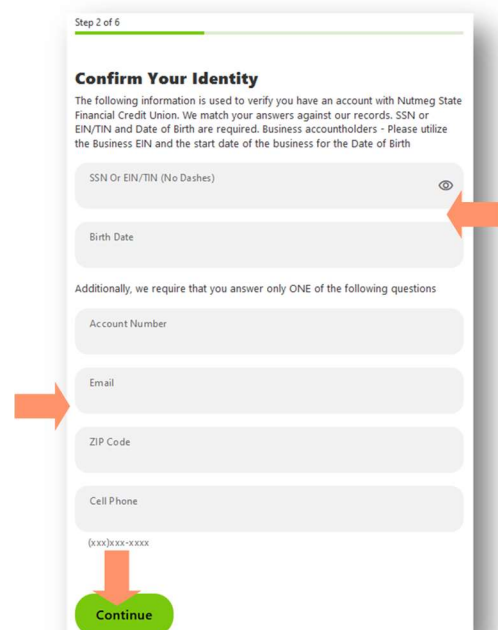 Step 2 of 6
Confirm Your Identity
The following information is used to verify you have an account with Nutmeg State
Financial Credit Union. We match your answers against our records. SSN or
EIN/TIN and Date of Birth are required. Business accountholders - Please utilize
the Business EIN and the start date of the business for the Date of Birth
SSN Or EIN/TIN (No Dashes)
Birth Date
Additionally, we require that you answer only ONE of the following questions
Account Number
Email
ZIP Code
Cell Phone
(xxx)xxx-xxxx
Continue